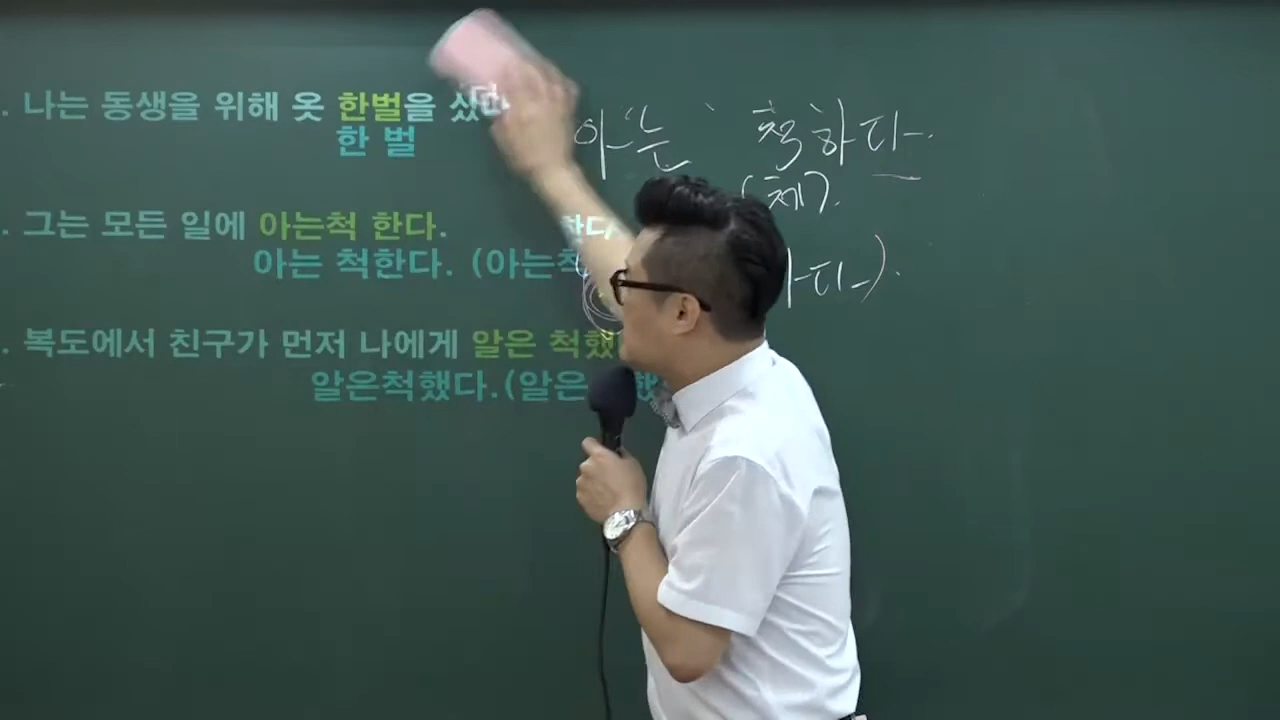 . 나는 동생을 위해 옷 한벌을 샀다
한 벌
. 그는 모든 일에 아는척 한다.
아는 척한다. (아는척
한다
. 복도에서 친구가 먼저 나에게 알은 척했
알은척했다.(알은
아는 척하다.
(체).